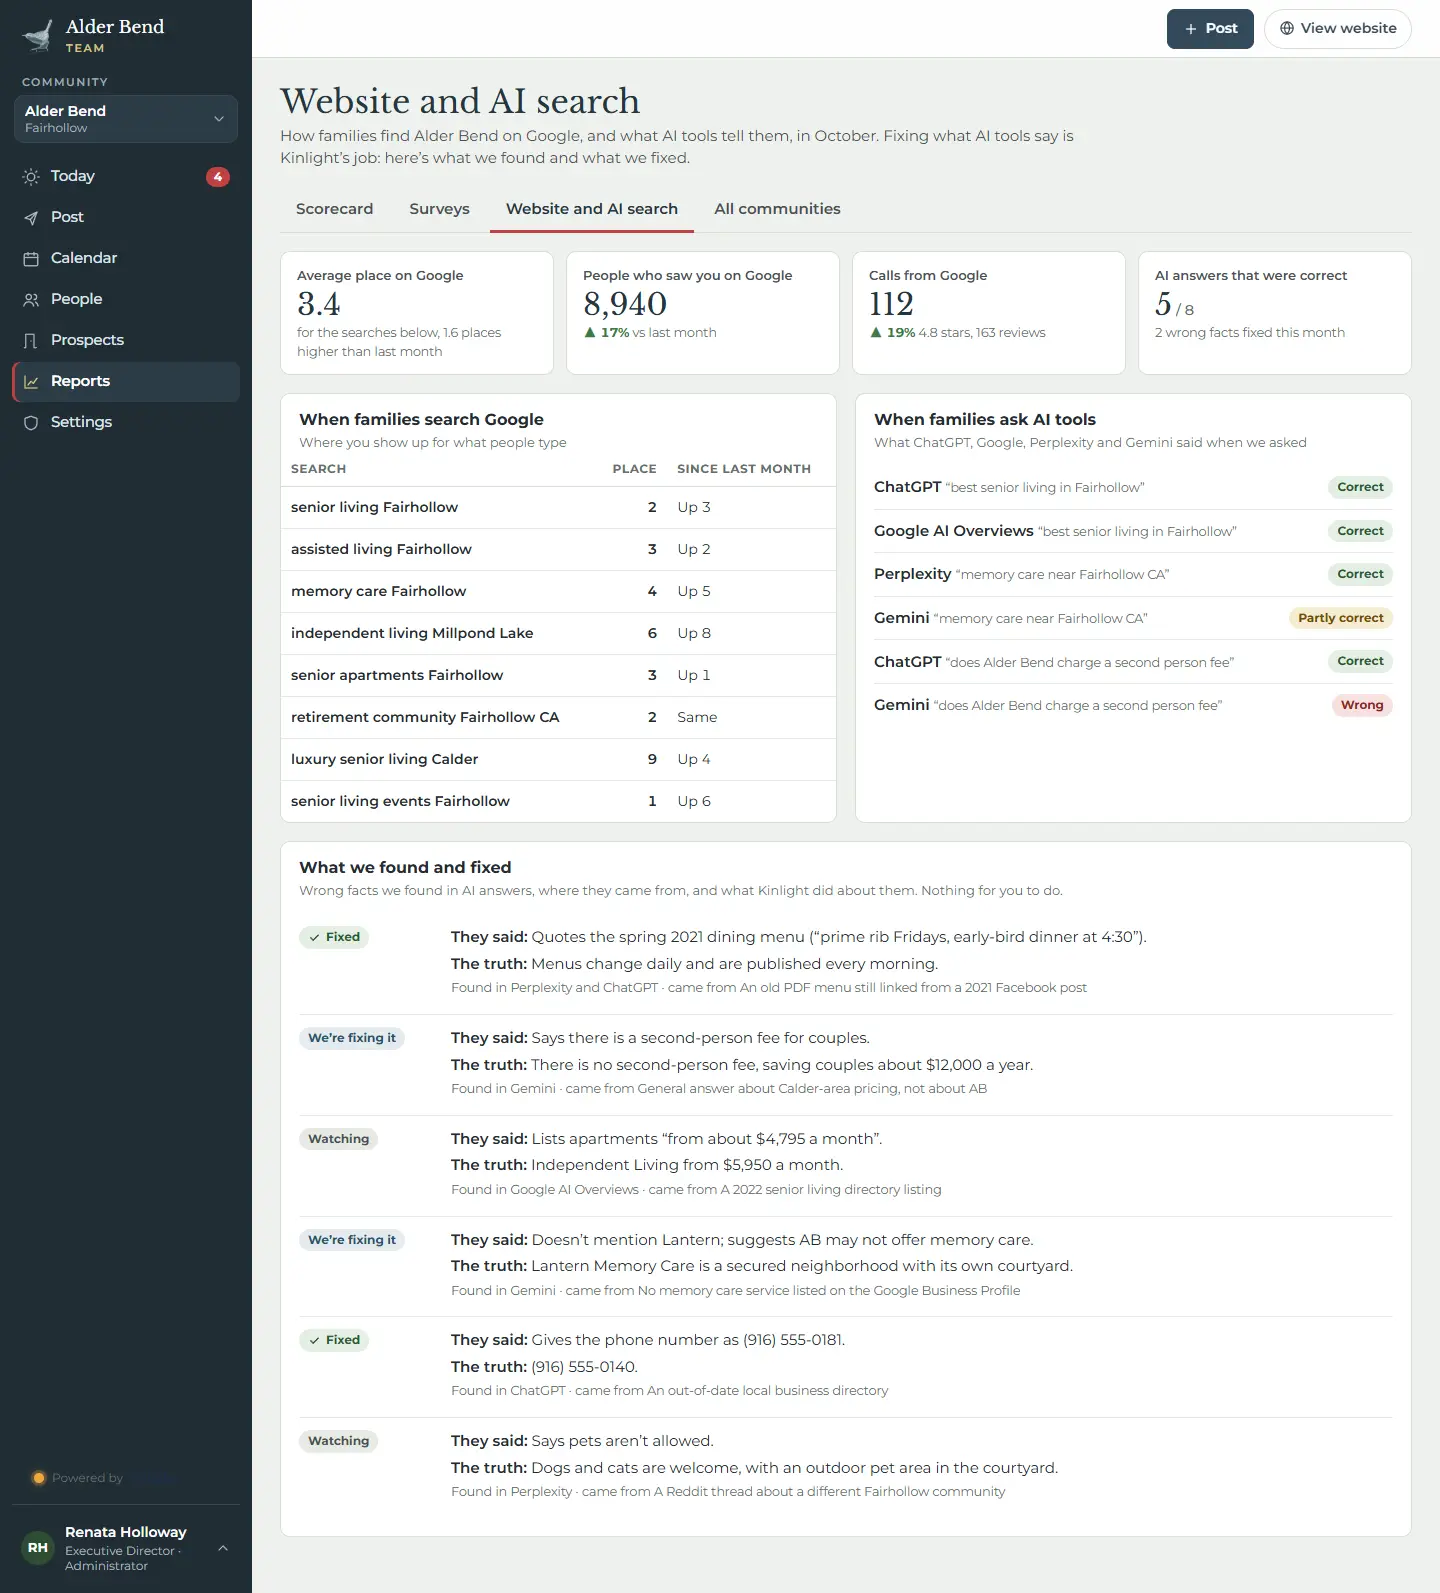 Alder Bend
TEAM
COMMUNITY
Alder Bend
Fairhollow
Today
4
Post
Calendar
People
Prospects
Reports
Settings
Powered by
RH
Renata Holloway
Executive Director ·
Administrator
+ Post
View website
Website and AI search
How families find Alder Bend on Google, and what AI tools tell them, in October. Fixing what AI tools say is
Kinlight’s job: here’s what we found and what we fixed.
Scorecard
Surveys
Website and AI search
All communities
Average place on Google
3.4
for the searches below, 1.6 places
higher than last month
People who saw you on Google
8,940
▲ 17% vs last month
Calls from Google
112
▲ 19% 4.8 stars, 163 reviews
AI answers that were correct
5 / 8
2 wrong facts fixed this month
When families search Google
Where you show up for what people type
SEARCH PLACE SINCE LAST MONTH
senior living Fairhollow 2 Up 3
assisted living Fairhollow 3 Up 2
memory care Fairhollow 4 Up 5
independent living Millpond Lake 6 Up 8
senior apartments Fairhollow 3 Up 1
retirement community Fairhollow CA 2 Same
luxury senior living Calder 9 Up 4
senior living events Fairhollow 1 Up 6
When families ask AI tools
What ChatGPT, Google, Perplexity and Gemini said when we asked
ChatGPT “best senior living in Fairhollow” Correct
Google AI Overviews “best senior living in Fairhollow” Correct
Perplexity “memory care near Fairhollow CA” Correct
Gemini “memory care near Fairhollow CA” Partly correct
ChatGPT “does Alder Bend charge a second person fee” Correct
Gemini “does Alder Bend charge a second person fee” Wrong
What we found and fixed
Wrong facts we found in AI answers, where they came from, and what Kinlight did about them. Nothing for you to do.
✓ Fixed
They said: Quotes the spring 2021 dining menu (“prime rib Fridays, early-bird dinner at 4:30”).
The truth: Menus change daily and are published every morning.
Found in Perplexity and ChatGPT · came from An old PDF menu still linked from a 2021 Facebook post
We’re fixing it
They said: Says there is a second-person fee for couples.
The truth: There is no second-person fee, saving couples about $12,000 a year.
Found in Gemini · came from General answer about Calder-area pricing, not about AB
Watching
They said: Lists apartments “from about $4,795 a month”.
The truth: Independent Living from $5,950 a month.
Found in Google AI Overviews · came from A 2022 senior living directory listing
We’re fixing it
They said: Doesn’t mention Lantern; suggests AB may not offer memory care.
The truth: Lantern Memory Care is a secured neighborhood with its own courtyard.
Found in Gemini · came from No memory care service listed on the Google Business Profile
✓ Fixed
They said: Gives the phone number as (916) 555-0181.
The truth: (916) 555-0140.
Found in ChatGPT · came from An out-of-date local business directory
Watching
They said: Says pets aren’t allowed.
The truth: Dogs and cats are welcome, with an outdoor pet area in the courtyard.
Found in Perplexity · came from A Reddit thread about a different Fairhollow community